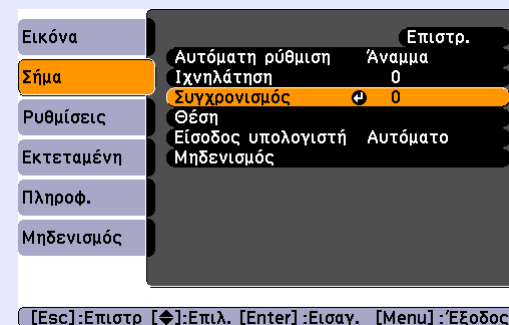 Εικόνα
Σήμα
Ρυθμίσεις
Εκτεταμένη
Πληροφ.
Μηδενισμός
Επιστρ.
Αυτόματη ρύθμιση Άναμμα
Ιχνηλάτηση 0
Συγχρονισμός 0
Θέση
Είσοδος υπολογιστή Αυτόματο
Μηδενισμός
[Esc]:Επιστρ [◆]:Επιλ. [Enter]:Εισαγ. [Menu]:Έξοδος